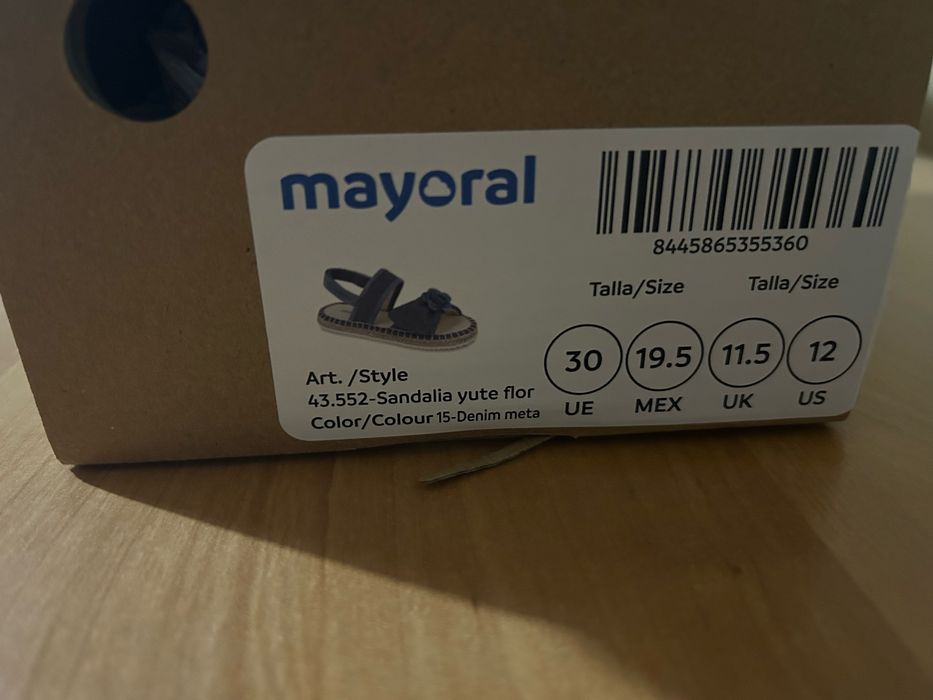 mayoral
8445865355360
Talla/Size Talla/Size
30 19.5 11.5 12
UE MEX UK US
Art. /Style
43.552-Sandalia yute flor
Color/Colour 15-Denim meta